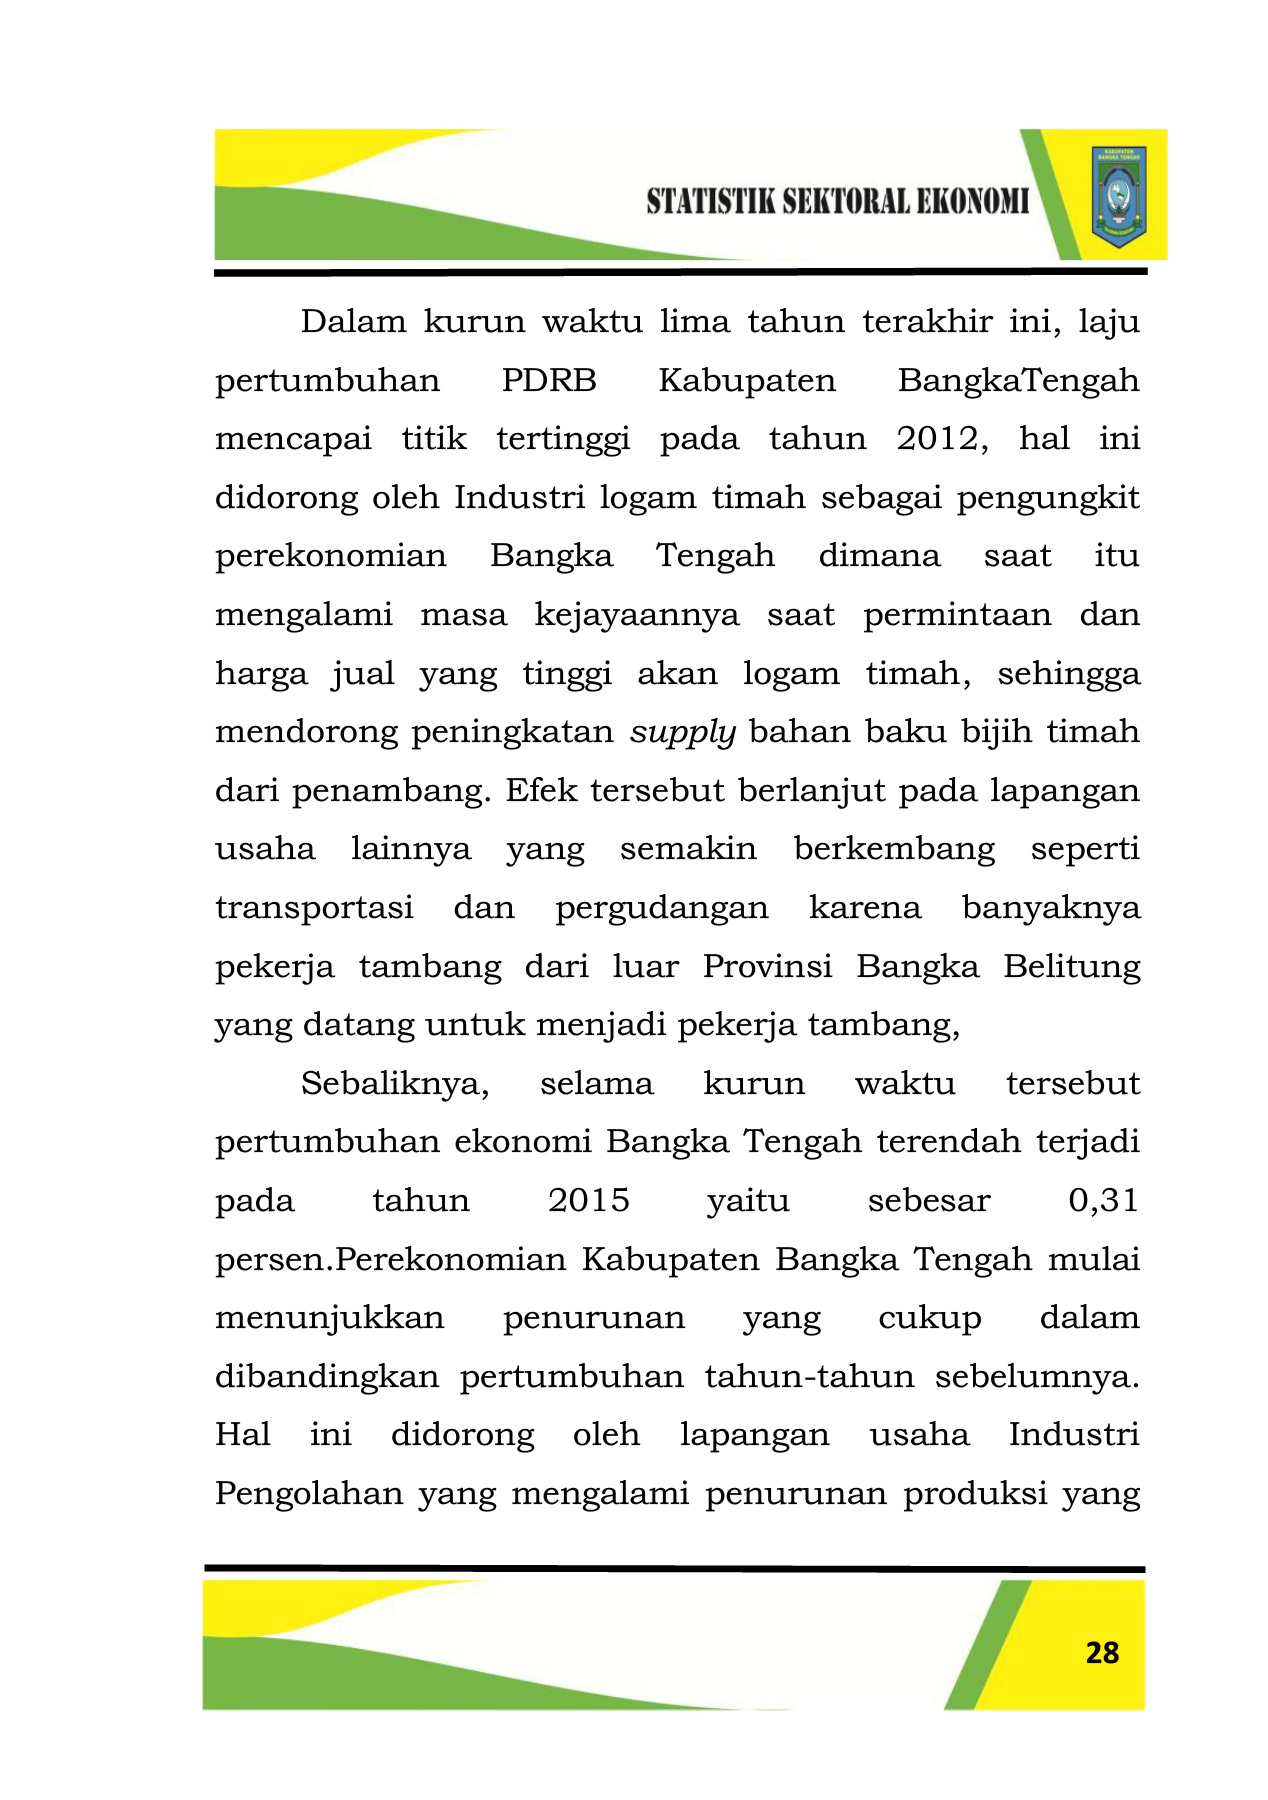 STATISTIK SEKTORAL EKONOMI
KABUPATEN
BANGKA TENGAH
Dalam kurun waktu lima tahun terakhir ini, laju
pertumbuhan PDRB Kabupaten BangkaTengah
mencapai titik tertinggi pada tahun 2012, hal ini
didorong oleh Industri logam timah sebagai pengungkit
perekonomian Bangka Tengah dimana saat itu
mengalami masa kejayaannya saat permintaan dan
harga jual yang tinggi akan logam timah, sehingga
mendorong peningkatan supply bahan baku bijih timah
dari penambang. Efek tersebut berlanjut pada lapangan
usaha lainnya yang semakin berkembang seperti
transportasi dan pergudangan karena banyaknya
pekerja tambang dari luar Provinsi Bangka Belitung
yang datang untuk menjadi pekerja tambang,
Sebaliknya, selama kurun waktu tersebut
pertumbuhan ekonomi Bangka Tengah terendah terjadi
pada tahun 2015 yaitu sebesar 0,31
persen.Perekonomian Kabupaten Bangka Tengah mulai
menunjukkan penurunan yang cukup dalam
dibandingkan pertumbuhan tahun-tahun sebelumnya.
Hal ini didorong oleh lapangan usaha Industri
Pengolahan yang mengalami penurunan produksi yang
28